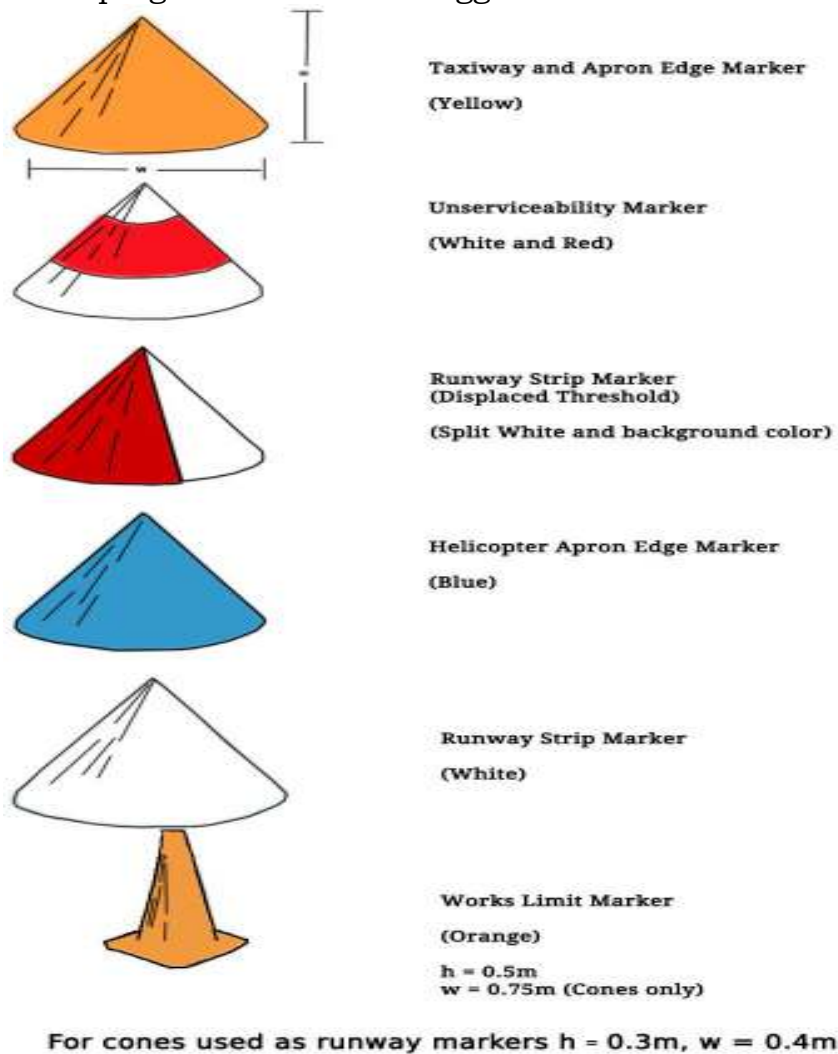 Taxiway and Apron Edge Marker
(Yellow)
w
Unserviceability Marker
(White and Red)
Runway Strip Marker
(Displaced Threshold)
(Split White and background color)
Helicopter Apron Edge Marker
(Blue)
Runway Strip Marker
(White)
Works Limit Marker
(Orange)
h = 0.5m
w = 0.75m (Cones only)
For cones used as runway markers h = 0.3m, w = 0.4m